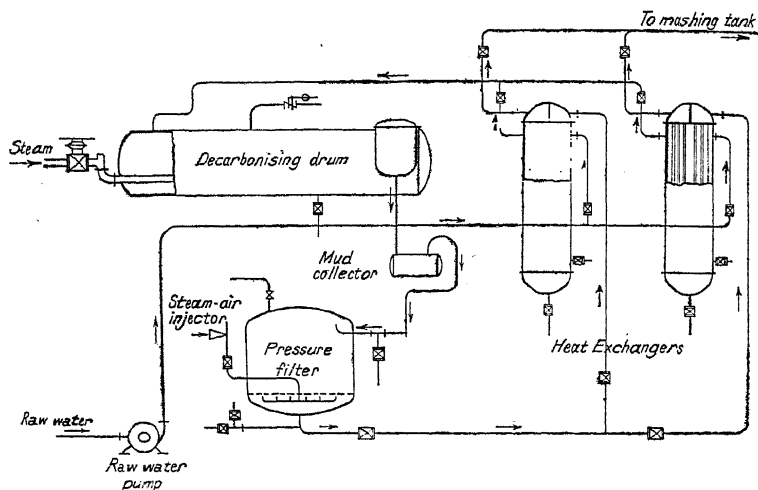 To mashing tank
Steam
Decarbonising drum
Mud
collector
Steam-air
injector
Pressure
filter
Heat Exchangers
Raw water
Raw water
pump